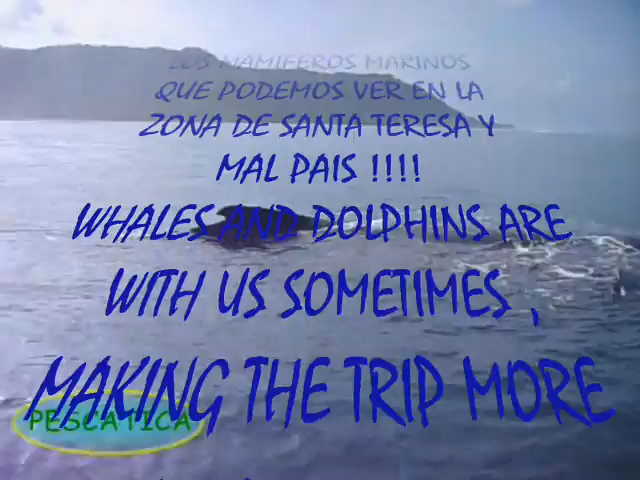 LOS MAMIFEROS MARINOS
QUE PODEMOS VER EN LA
ZONA DE SANTA TERESA Y
MAL PAIS !!!!
WHALES AND DOLPHINS ARE
WITH US SOMETIMES ,
MAKING THE TRIP MORE
PESCATICA